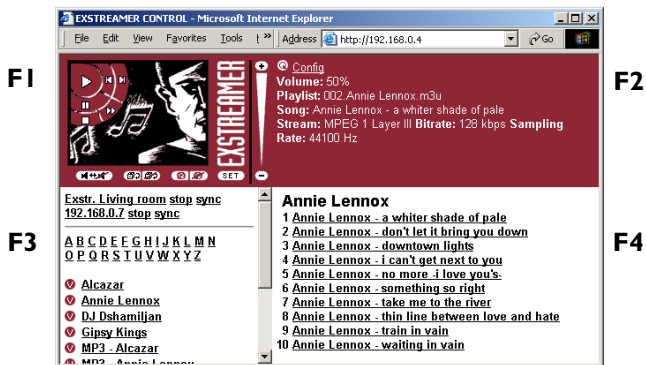 EXSTREAMER CONTROL - Microsoft Internet Explorer
File Edit View Favorites Tools Address http://192.168.0.4 Go
F1
EXSTREAMER
SET
Config
Volume: 50%
Playlist: 002.Annie Lennox.m3u
Song: Annie Lennox - a whiter shade of pale
Stream: MPEG 1 Layer III Bitrate: 128 kbps Sampling
Rate: 44100 Hz
F2
F3
Exstr. Living room stop sync
192.168.0.7 stop sync
A B C D E F G H I J K L M N
O P Q R S T U V W X Y Z
Alcazar
Annie Lennox
DJ Dshamiljan
Gipsy Kings
MP3 - Alcazar
MP3 - Annie Lennox
Annie Lennox
1 Annie Lennox - a whiter shade of pale
2 Annie Lennox - don't let it bring you down
3 Annie Lennox - downtown lights
4 Annie Lennox - i can't get next to you
5 Annie Lennox - no more -i love you's-
6 Annie Lennox - something so right
7 Annie Lennox - take me to the river
8 Annie Lennox - thin line between love and hate
9 Annie Lennox - train in vain
10 Annie Lennox - waiting in vain
F4